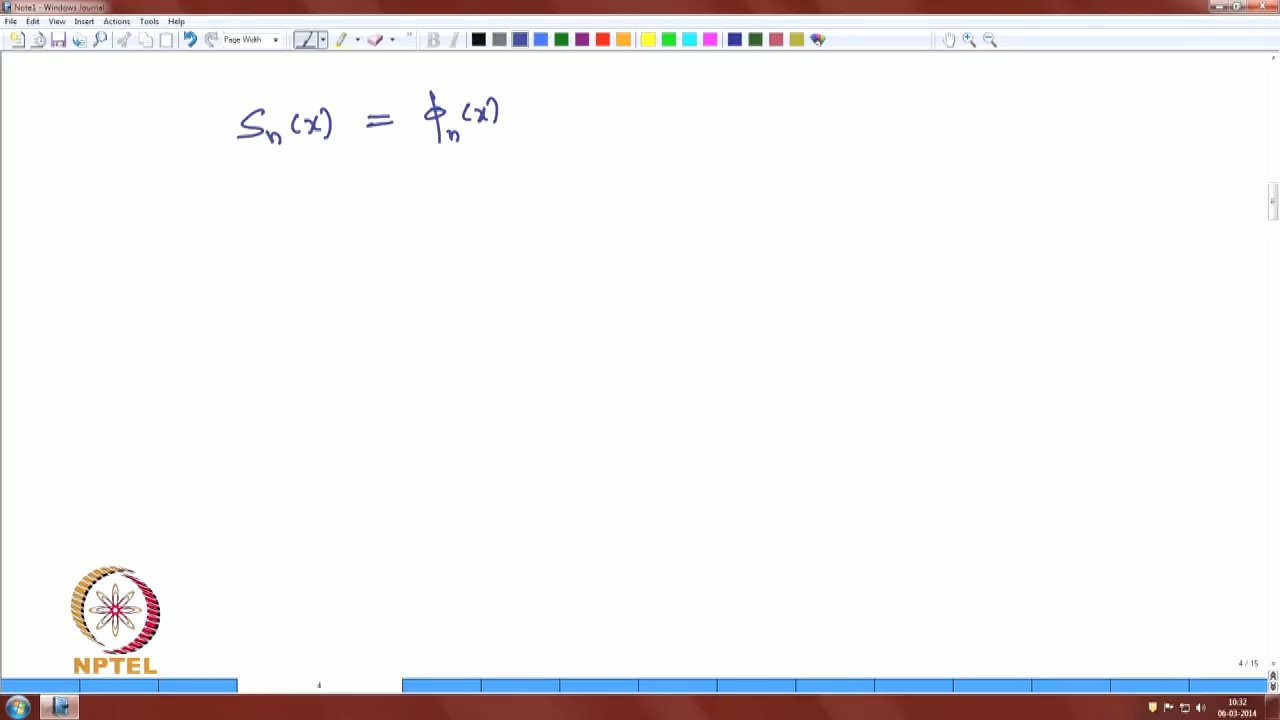 Note1 - Windows Journal
File Edit View Insert Actions Tools Help
Page Width
B I
Sₙ(x) = ϕₙ(x)
NPTEL
4 / 15
4
10:32
06-03-2014